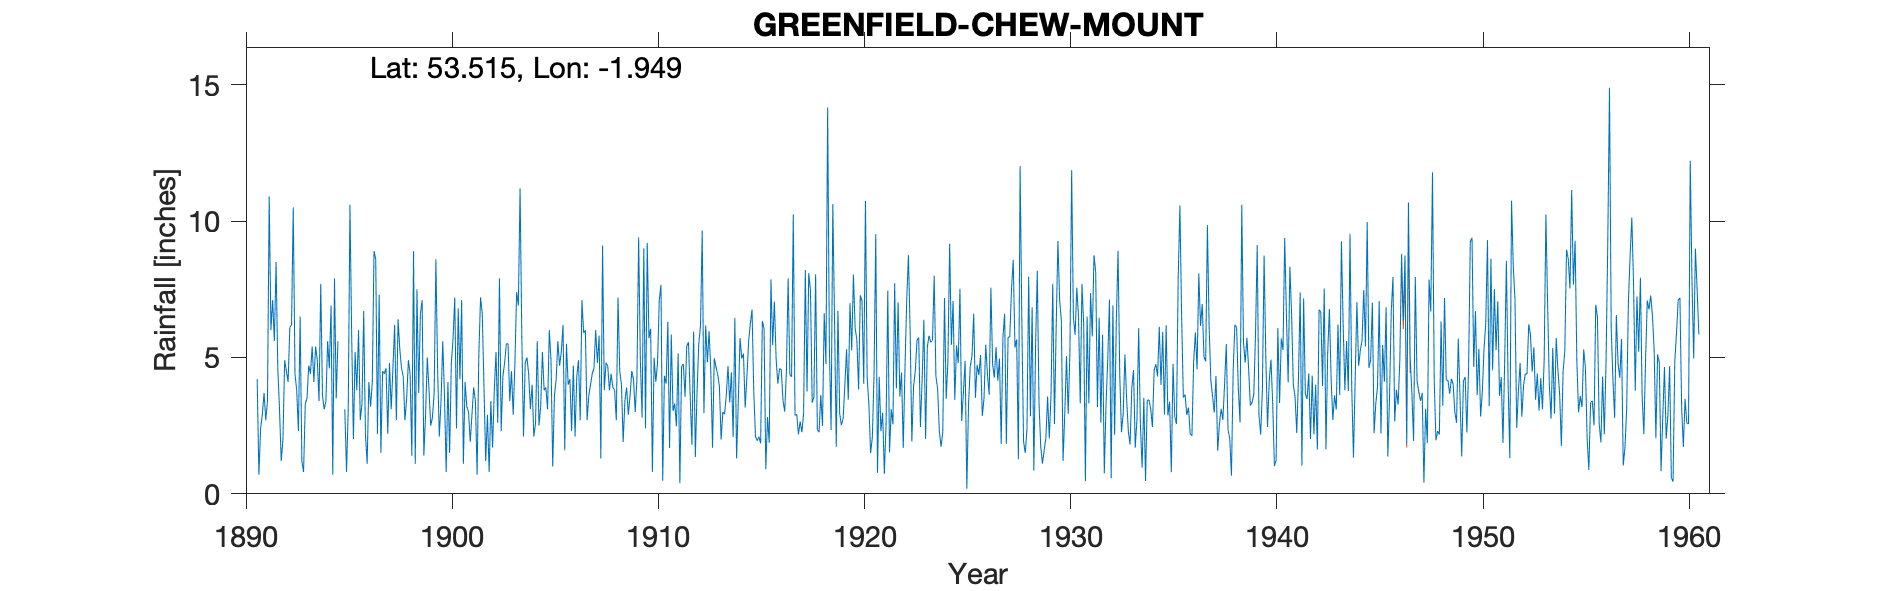 GREENFIELD-CHEW-MOUNT
Lat: 53.515, Lon: -1.949
15
10
5
0
Rainfall [inches]
1890 1900 1910 1920 1930 1940 1950 1960
Year